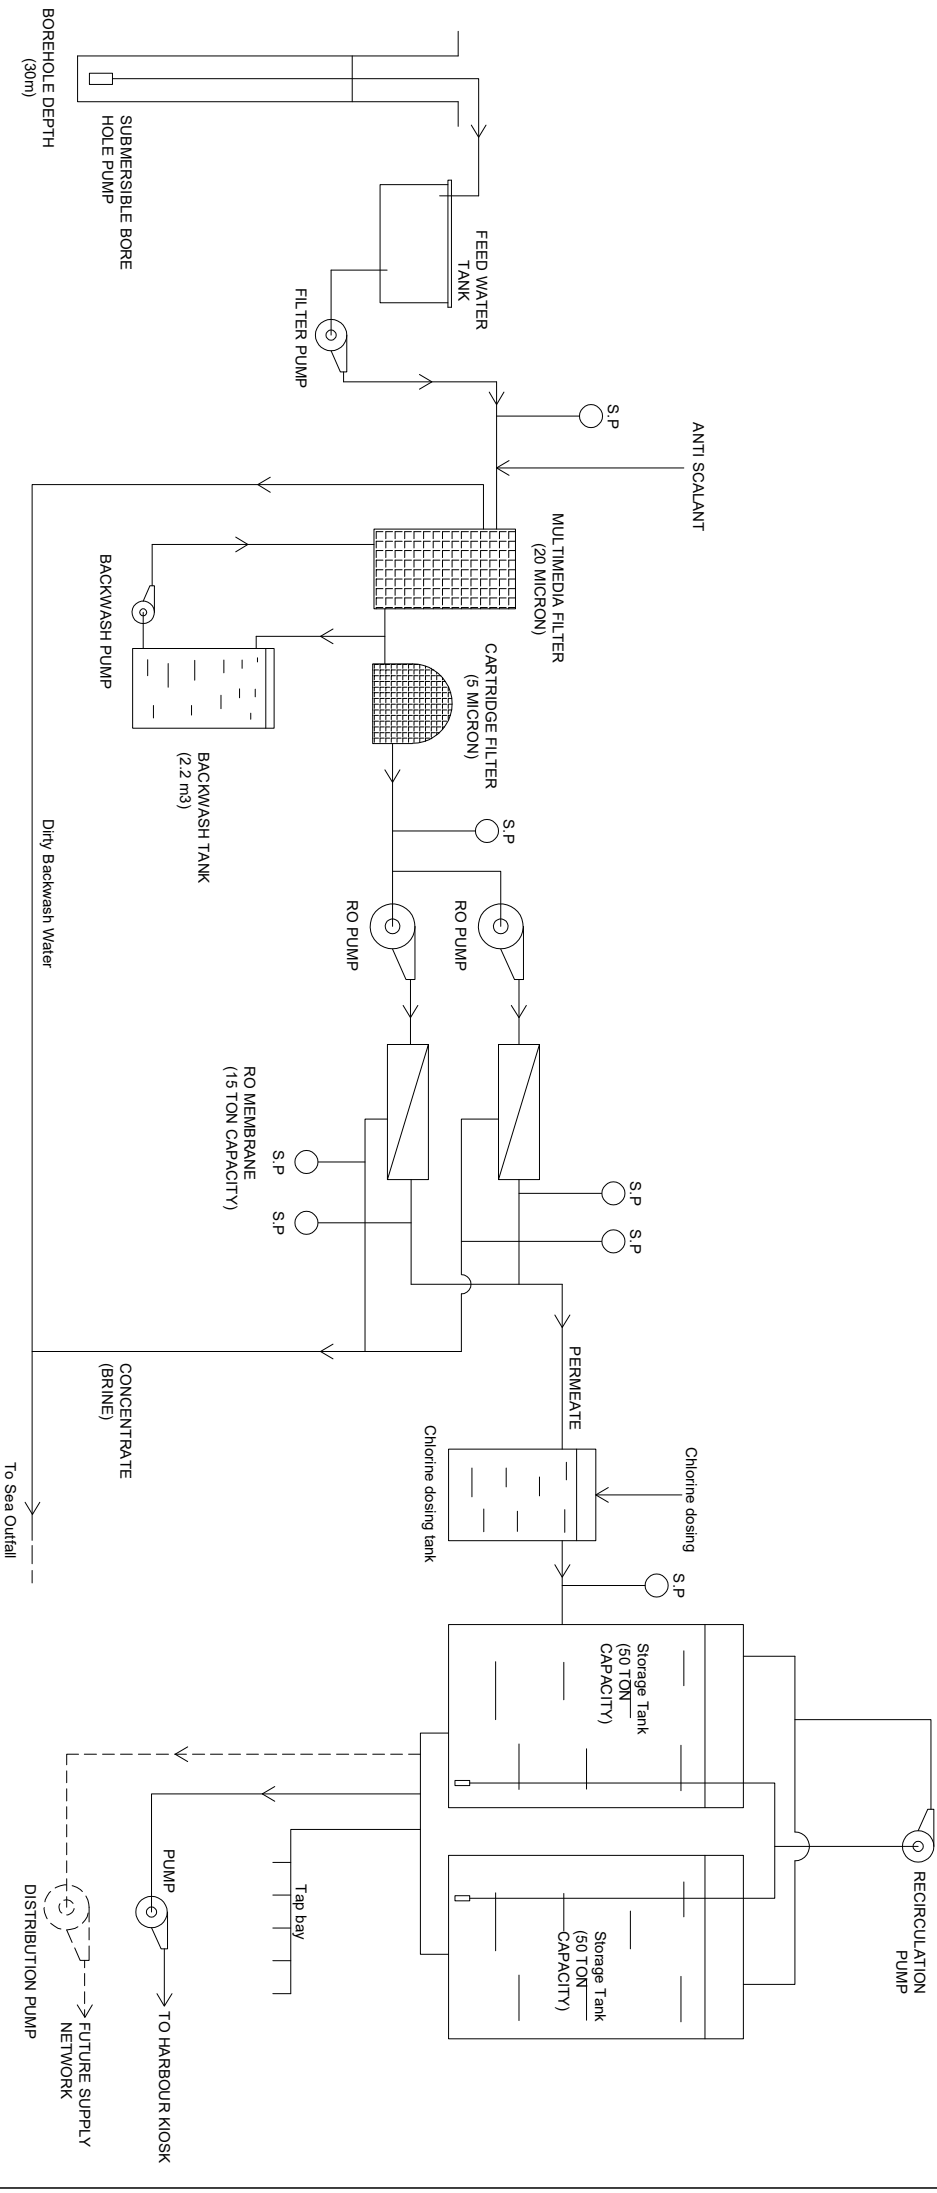 BOREHOLE DEPTH
(30m)
SUBMERSIBLE BORE
HOLE PUMP
FEED WATER
TANK
FILTER PUMP
S.P
ANTI SCALANT
MULTIMEDIA FILTER
(20 MICRON)
BACKWASH PUMP
CARTRIDGE FILTER
(5 MICRON)
BACKWASH TANK
(2.2 m3)
Dirty Backwash Water
S.P
RO PUMP
RO PUMP
RO MEMBRANE
(15 TON CAPACITY)
S.P
S.P
S.P
S.P
PERMEATE
CONCENTRATE
(BRINE)
To Sea Outfall
Chlorine dosing
Chlorine dosing tank
S.P
Storage Tank
(50 TON
CAPACITY)
Storage Tank
(50 TON
CAPACITY)
RECIRCULATION
PUMP
Tap bay
PUMP
TO HARBOUR KIOSK
DISTRIBUTION PUMP
FUTURE SUPPLY
NETWORK